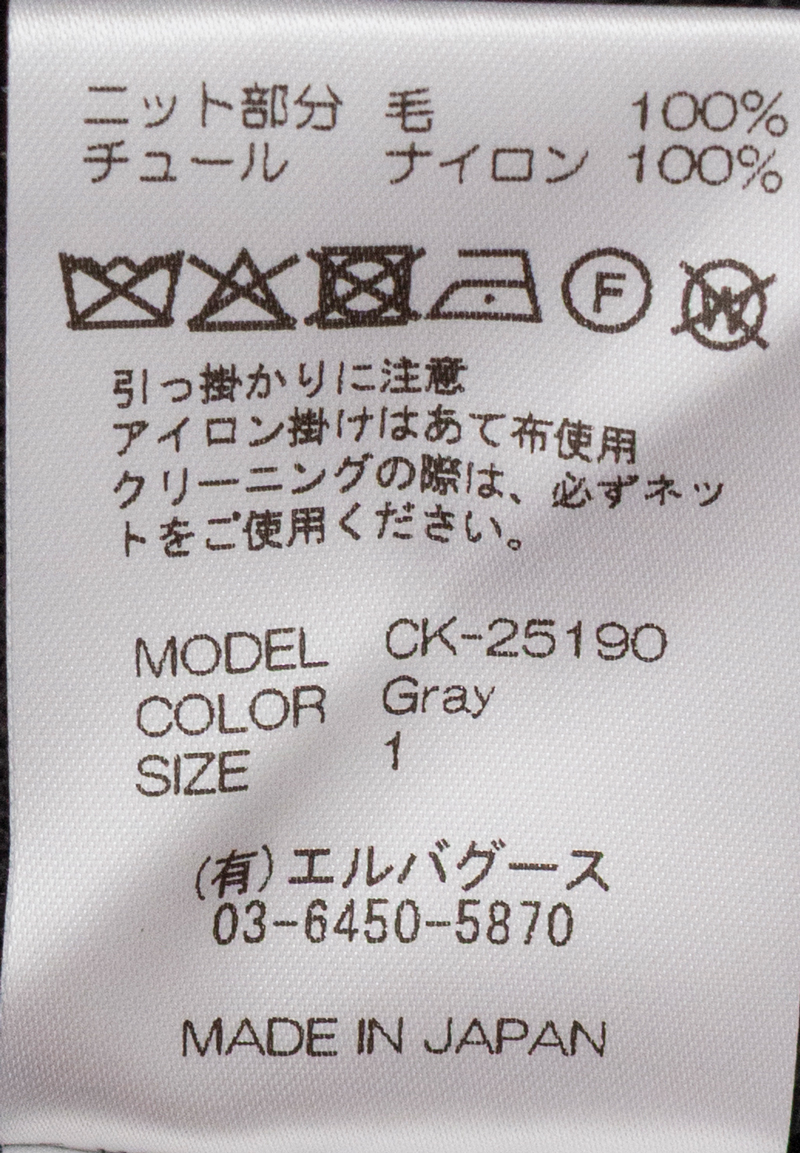 ニット部分 毛 100%
チュール ナイロン 100%
F W
引っ掛かりに注意
アイロン掛けはあて布使用
クリーニングの際は、必ずネッ
トをご使用ください。
MODEL CK-25190
COLOR Gray
SIZE 1
(有)エルバグース
03-6450-5870
MADE IN JAPAN